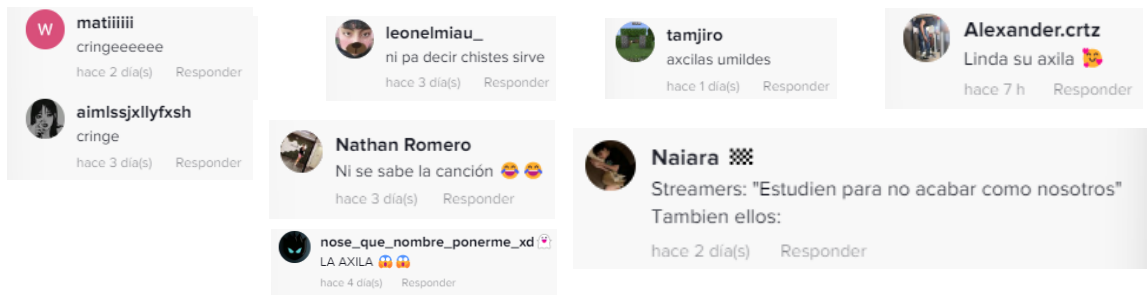 W
matiiiiii
cringeeeeee
hace 2 día(s) Responder
aimlssjxllyfxsh
cringe
hace 3 día(s) Responder
leonelmiau_
ni pa decir chistes sirve
hace 3 día(s) Responder
Nathan Romero
Ni se sabe la canción 😂😂
hace 3 día(s) Responder
nose_que_nombre_ponerme_xd👻
LA AXILA 😱😱
hace 4 día(s) Responder
tamjiro
axcilas umildes
hace 1 día(s) Responder
Alexander.crtz
Linda su axila 🥰
hace 7 h Responder
Naiara 🏁
Streamers: "Estudien para no acabar como nosotros"
Tambien ellos:
hace 2 día(s) Responder